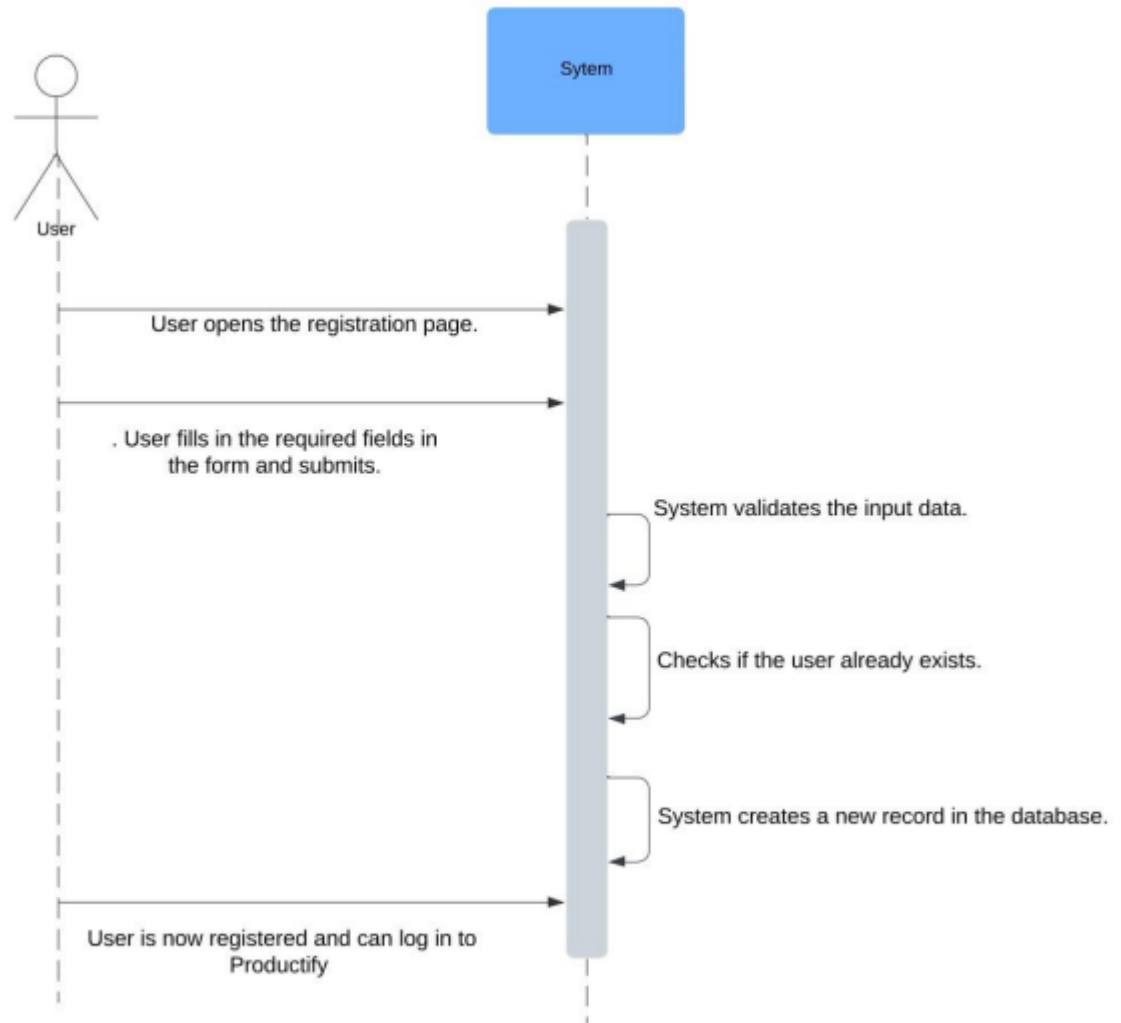 Sytem
User
User opens the registration page.
. User fills in the required fields in
the form and submits.
System validates the input data.
Checks if the user already exists.
System creates a new record in the database.
User is now registered and can log in to
Productify